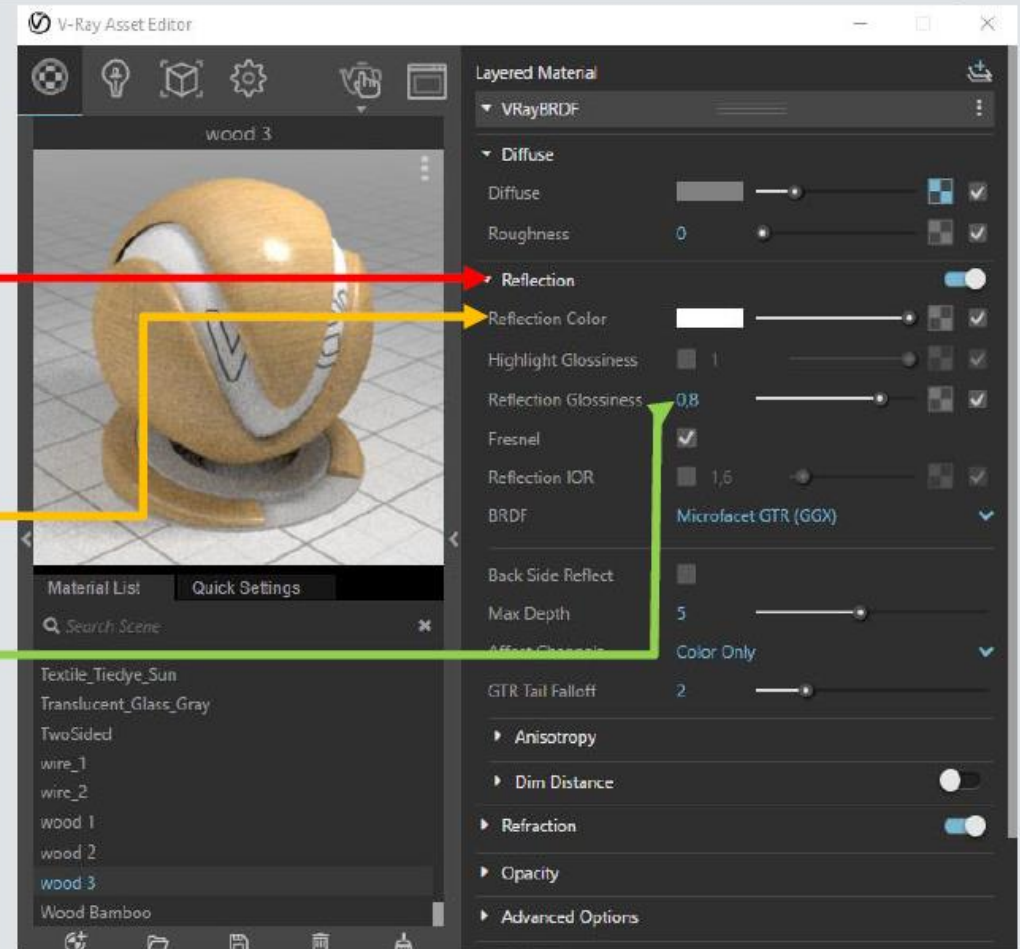 V-Ray Asset Editor
wood 3
Material List Quick Settings
Search Scene
Textile_Tiedye_Sun
Translucent_Glass_Gray
TwoSided
wire_1
wire_2
wood 1
wood 2
wood 3
Wood Bamboo
Layered Material
VRayBRDF
Diffuse
Diffuse
Roughness 0
Reflection
Reflection Color
Highlight Glossiness 1
Reflection Glossiness 0,8
Fresnel
Reflection IOR 1,6
BRDF Microfacet GTR (GGX)
Back Side Reflect
Max Depth 5
Affect Channels Color Only
GTR Tail Falloff 2
Anisotropy
Dim Distance
Refraction
Opacity
Advanced Options